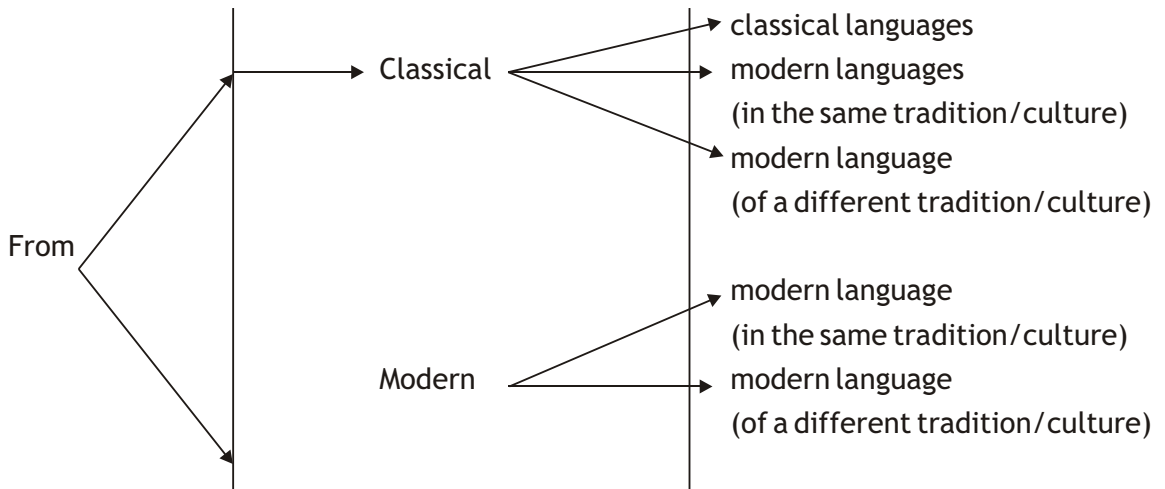 From
Classical
classical languages
modern languages
(in the same tradition/culture)
modern language
(of a different tradition/culture)
Modern
modern language
(in the same tradition/culture)
modern language
(of a different tradition/culture)